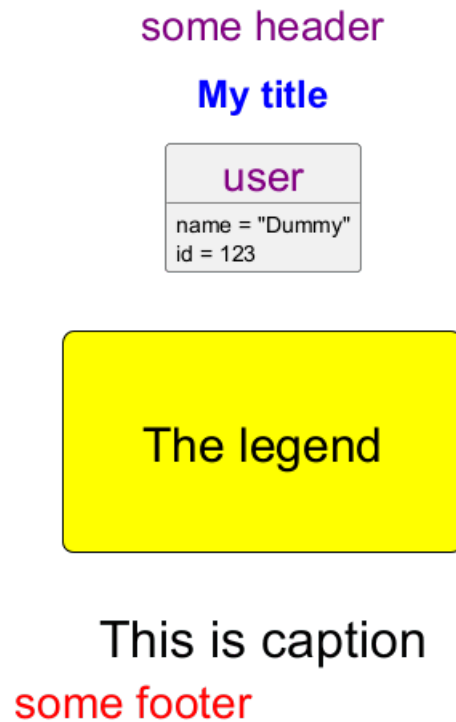 some header
My title
user
name = "Dummy"
id = 123
The legend
This is caption
some footer